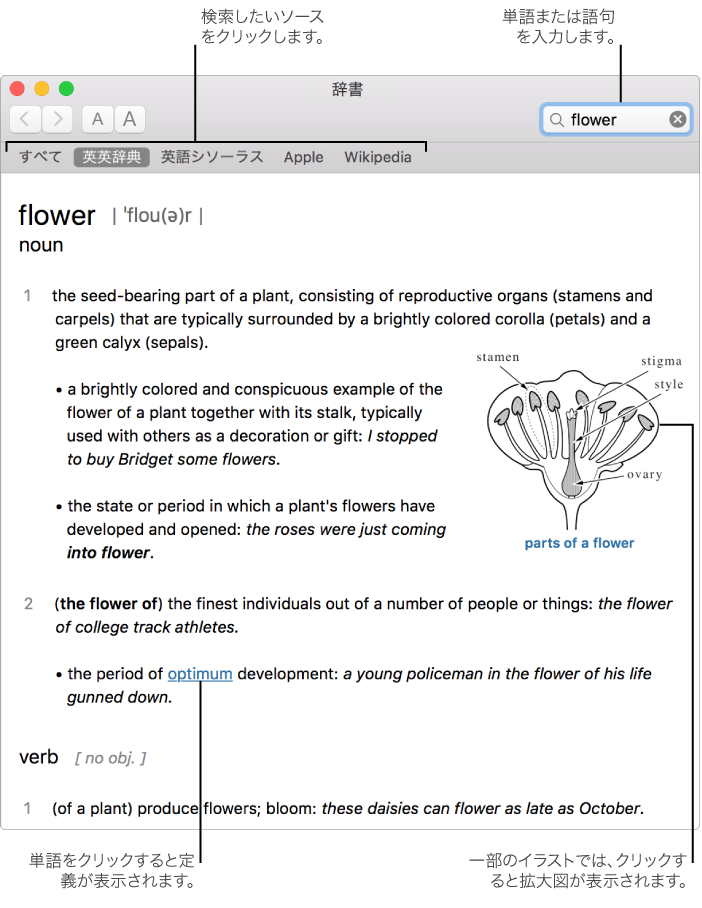 検索したいソース
をクリックします。
単語または語句
を入力します。
辞書
A A
flower
すべて 英英辞典 英語シソーラス Apple Wikipedia
flower | ˈflou(ə)r |
noun
1 the seed-bearing part of a plant, consisting of reproductive organs (stamens and
carpels) that are typically surrounded by a brightly colored corolla (petals) and a
green calyx (sepals).
• a brightly colored and conspicuous example of the
flower of a plant together with its stalk, typically
used with others as a decoration or gift: I stopped
to buy Bridget some flowers.
• the state or period in which a plant's flowers have
developed and opened: the roses were just coming
into flower.
stamen
stigma
style
ovary
parts of a flower
2 (the flower of) the finest individuals out of a number of people or things: the flower
of college track athletes.
• the period of optimum development: a young policeman in the flower of his life
gunned down.
verb [ no obj. ]
1 (of a plant) produce flowers; bloom: these daisies can flower as late as October.
単語をクリックすると定
義が表示されます。
一部のイラストでは、クリックす
ると拡大図が表示されます。